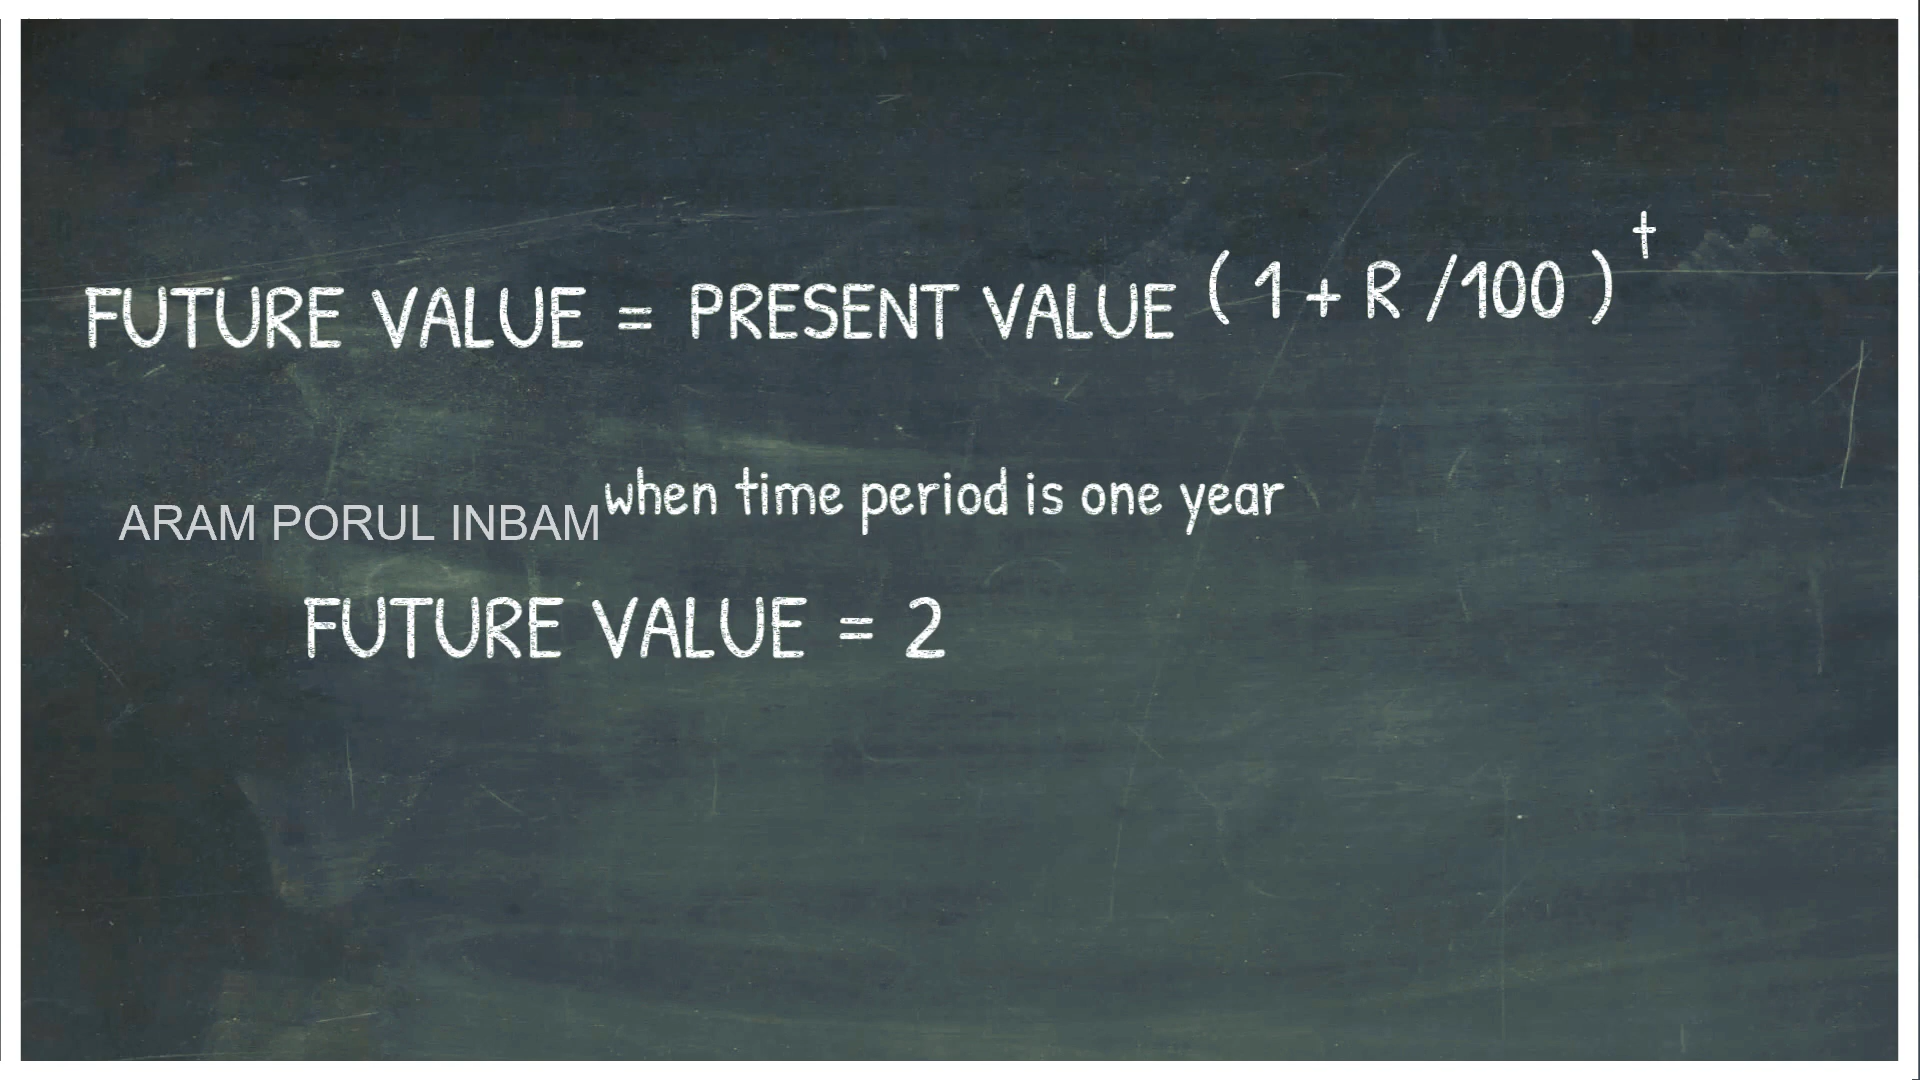 FUTURE VALUE = PRESENT VALUE ( 1 + R /100 ) t
when time period is one year
ARAM PORUL INBAM
FUTURE VALUE = 2